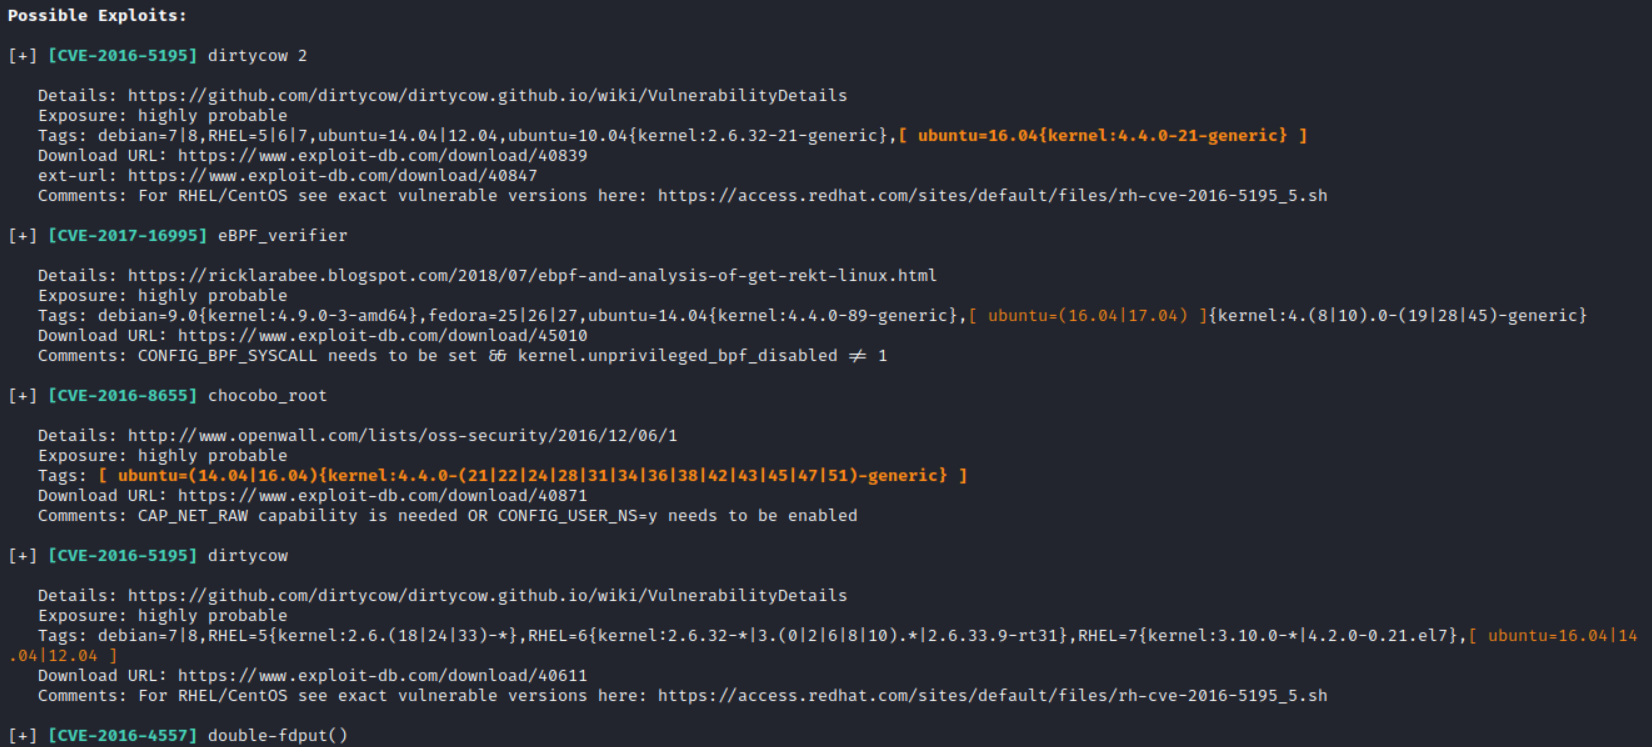 Possible Exploits:
[+] [CVE-2016-5195] dirtycow 2
Details: https://github.com/dirtycow/dirtycow.github.io/wiki/VulnerabilityDetails
Exposure: highly probable
Tags: debian=7|8,RHEL=5|6|7,ubuntu=14.04|12.04,ubuntu=10.04{kernel:2.6.32-21-generic},[ ubuntu=16.04{kernel:4.4.0-21-generic} ]
Download URL: https://www.exploit-db.com/download/40839
ext-url: https://www.exploit-db.com/download/40847
Comments: For RHEL/CentOS see exact vulnerable versions here: https://access.redhat.com/sites/default/files/rh-cve-2016-5195_5.sh
[+] [CVE-2017-16995] eBPF_verifier
Details: https://ricklarabee.blogspot.com/2018/07/ebpf-and-analysis-of-get-rekt-linux.html
Exposure: highly probable
Tags: debian=9.0{kernel:4.9.0-3-amd64},fedora=25|26|27,ubuntu=14.04{kernel:4.4.0-89-generic},[ ubuntu=(16.04|17.04) ]{kernel:4.(8|10).0-(19|28|45)-generic}
Download URL: https://www.exploit-db.com/download/45010
Comments: CONFIG_BPF_SYSCALL needs to be set && kernel.unprivileged_bpf_disabled != 1
[+] [CVE-2016-8655] chocobo_root
Details: http://www.openwall.com/lists/oss-security/2016/12/06/1
Exposure: highly probable
Tags: [ ubuntu=(14.04|16.04){kernel:4.4.0-(21|22|24|28|31|34|36|38|42|43|45|47|51)-generic} ]
Download URL: https://www.exploit-db.com/download/40871
Comments: CAP_NET_RAW capability is needed OR CONFIG_USER_NS=y needs to be enabled
[+] [CVE-2016-5195] dirtycow
Details: https://github.com/dirtycow/dirtycow.github.io/wiki/VulnerabilityDetails
Exposure: highly probable
Tags: debian=7|8,RHEL=5{kernel:2.6.(18|24|33)-*},RHEL=6{kernel:2.6.32-*|3.(0|2|6|8|10).*|2.6.33.9-rt31},RHEL=7{kernel:3.10.0-*|4.2.0-0.21.el7},[ ubuntu=16.04|14
.04|12.04 ]
Download URL: https://www.exploit-db.com/download/40611
Comments: For RHEL/CentOS see exact vulnerable versions here: https://access.redhat.com/sites/default/files/rh-cve-2016-5195_5.sh
[+] [CVE-2016-4557] double-fdput()